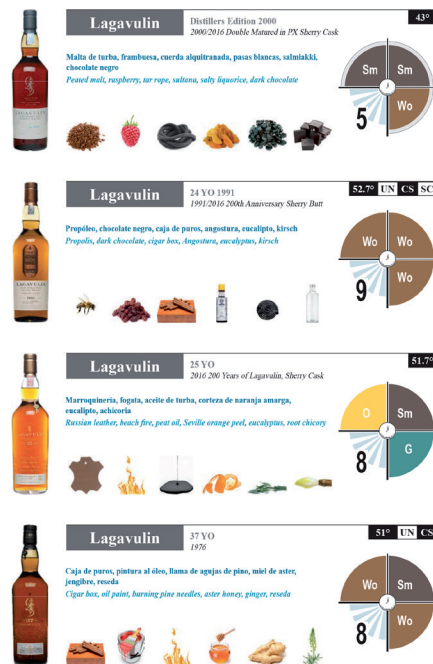 Lagavulin
Distillers Edition 2000
2000/2016 Double Matured in PX Sherry Cask
43°
Malta de turba, frambuesa, cuerda alquitranada, pasas blancas, salmiakki,
chocolate negro
Peated malt, raspberry, tar rope, sultana, salty liquorice, dark chocolate
Sm
Sm
Wo
5
LAGAVULIN
Lagavulin
24 YO 1991
1991/2016 200th Anniversary Sherry Butt
52.7° UN CS SC
Propóleo, chocolate negro, caja de puros, angostura, eucalipto, kirsch
Propolis, dark chocolate, cigar box, Angostura, eucalyptus, kirsch
Wo
Wo
Wo
9
LAGAVULIN
Lagavulin
25 YO
2016 200 Years of Lagavulin, Sherry Cask
51.7°
Marroquinería, fogata, aceite de turba, corteza de naranja amarga,
eucalipto, achicoria
Russian leather, beach fire, peat oil, Seville orange peel, eucalyptus, root chicory
O
Sm
G
8
Lagavulin
37 YO
1976
51° UN CS
Caja de puros, pintura al óleo, llama de agujas de pino, miel de aster,
jengibre, reseda
Cigar box, oil paint, burning pine needles, aster honey, ginger, reseda
Wo
Sm
Wo
8